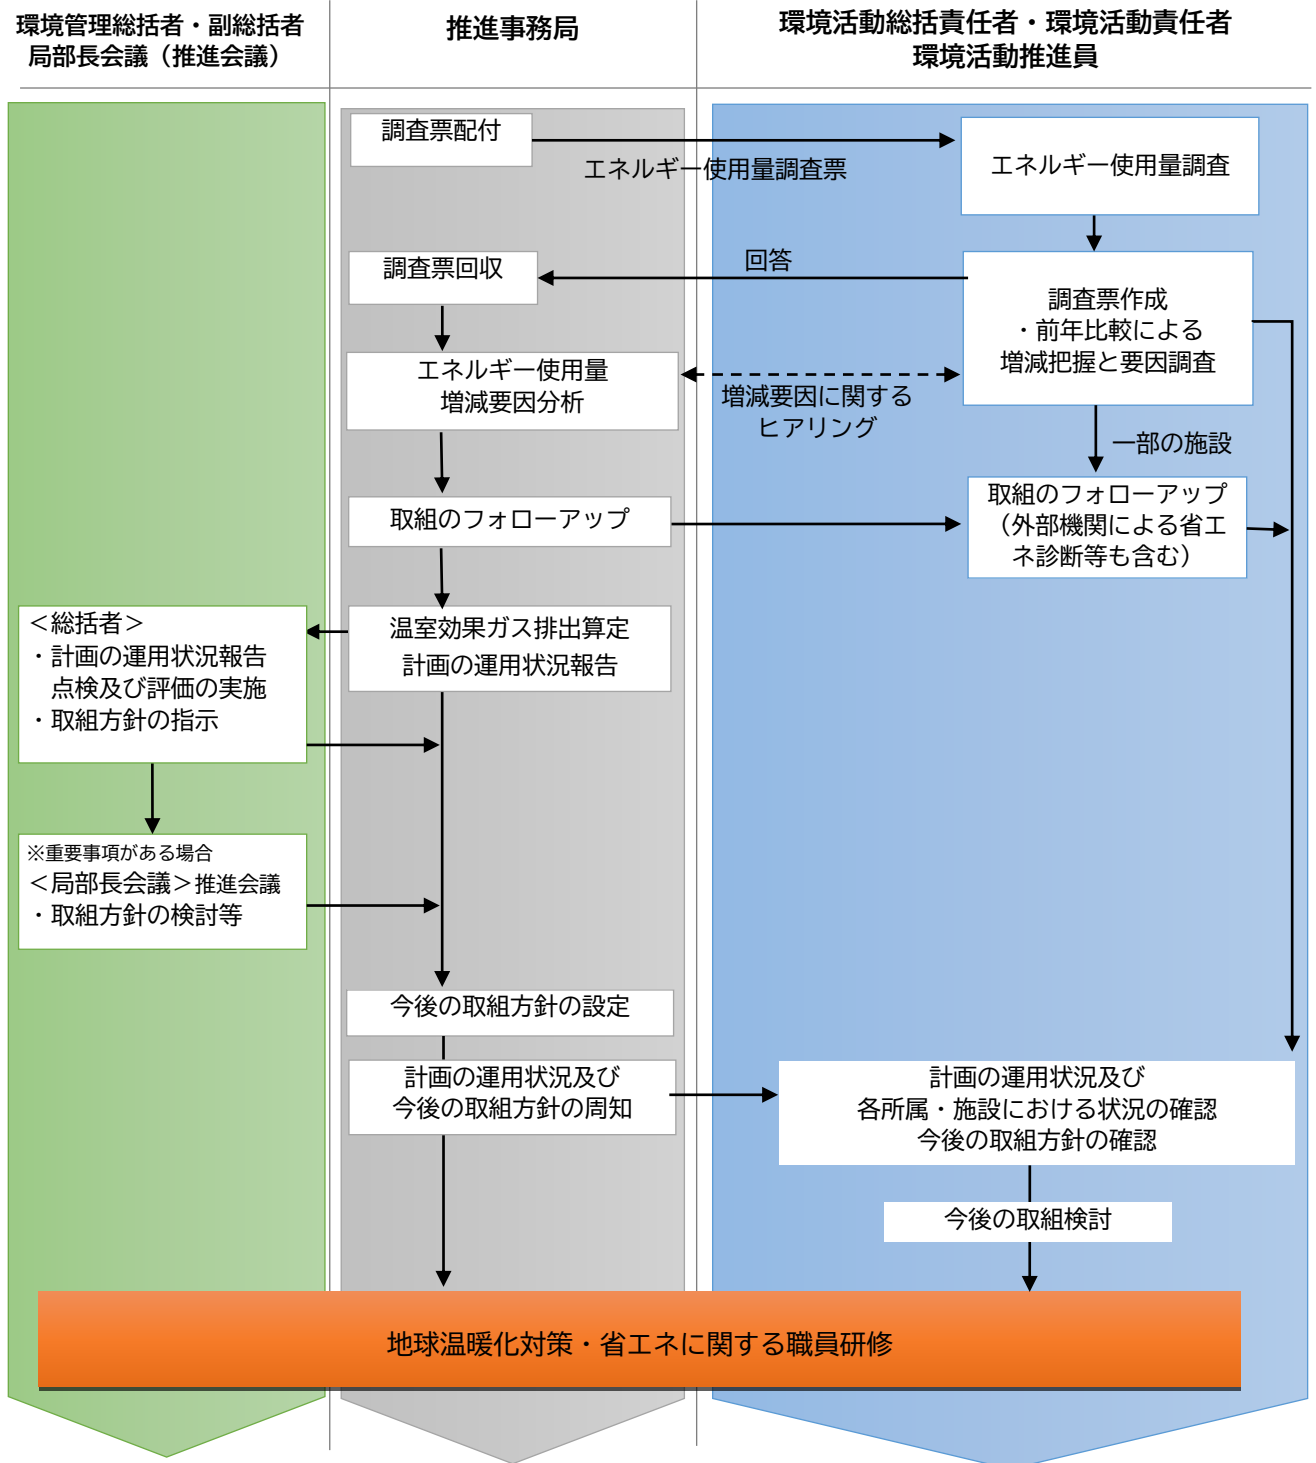 環境管理総括者・副総括者
局部長会議（推進会議）
推進事務局
環境活動総括責任者・環境活動責任者
環境活動推進員
調査票配付
エネルギー使用量調査票
エネルギー使用量調査
調査票回収
回答
調査票作成
・前年比較による
増減把握と要因調査
エネルギー使用量
増減要因分析
増減要因に関する
ヒアリング
一部の施設
取組のフォローアップ
取組のフォローアップ
（外部機関による省エ
ネ診断等も含む）
温室効果ガス排出算定
計画の運用状況報告
＜総括者＞
・計画の運用状況報告
点検及び評価の実施
・取組方針の指示
※重要事項がある場合
＜局部長会議＞推進会議
・取組方針の検討等
今後の取組方針の設定
計画の運用状況及び
今後の取組方針の周知
計画の運用状況及び
各所属・施設における状況の確認
今後の取組方針の確認
今後の取組検討
地球温暖化対策・省エネに関する職員研修